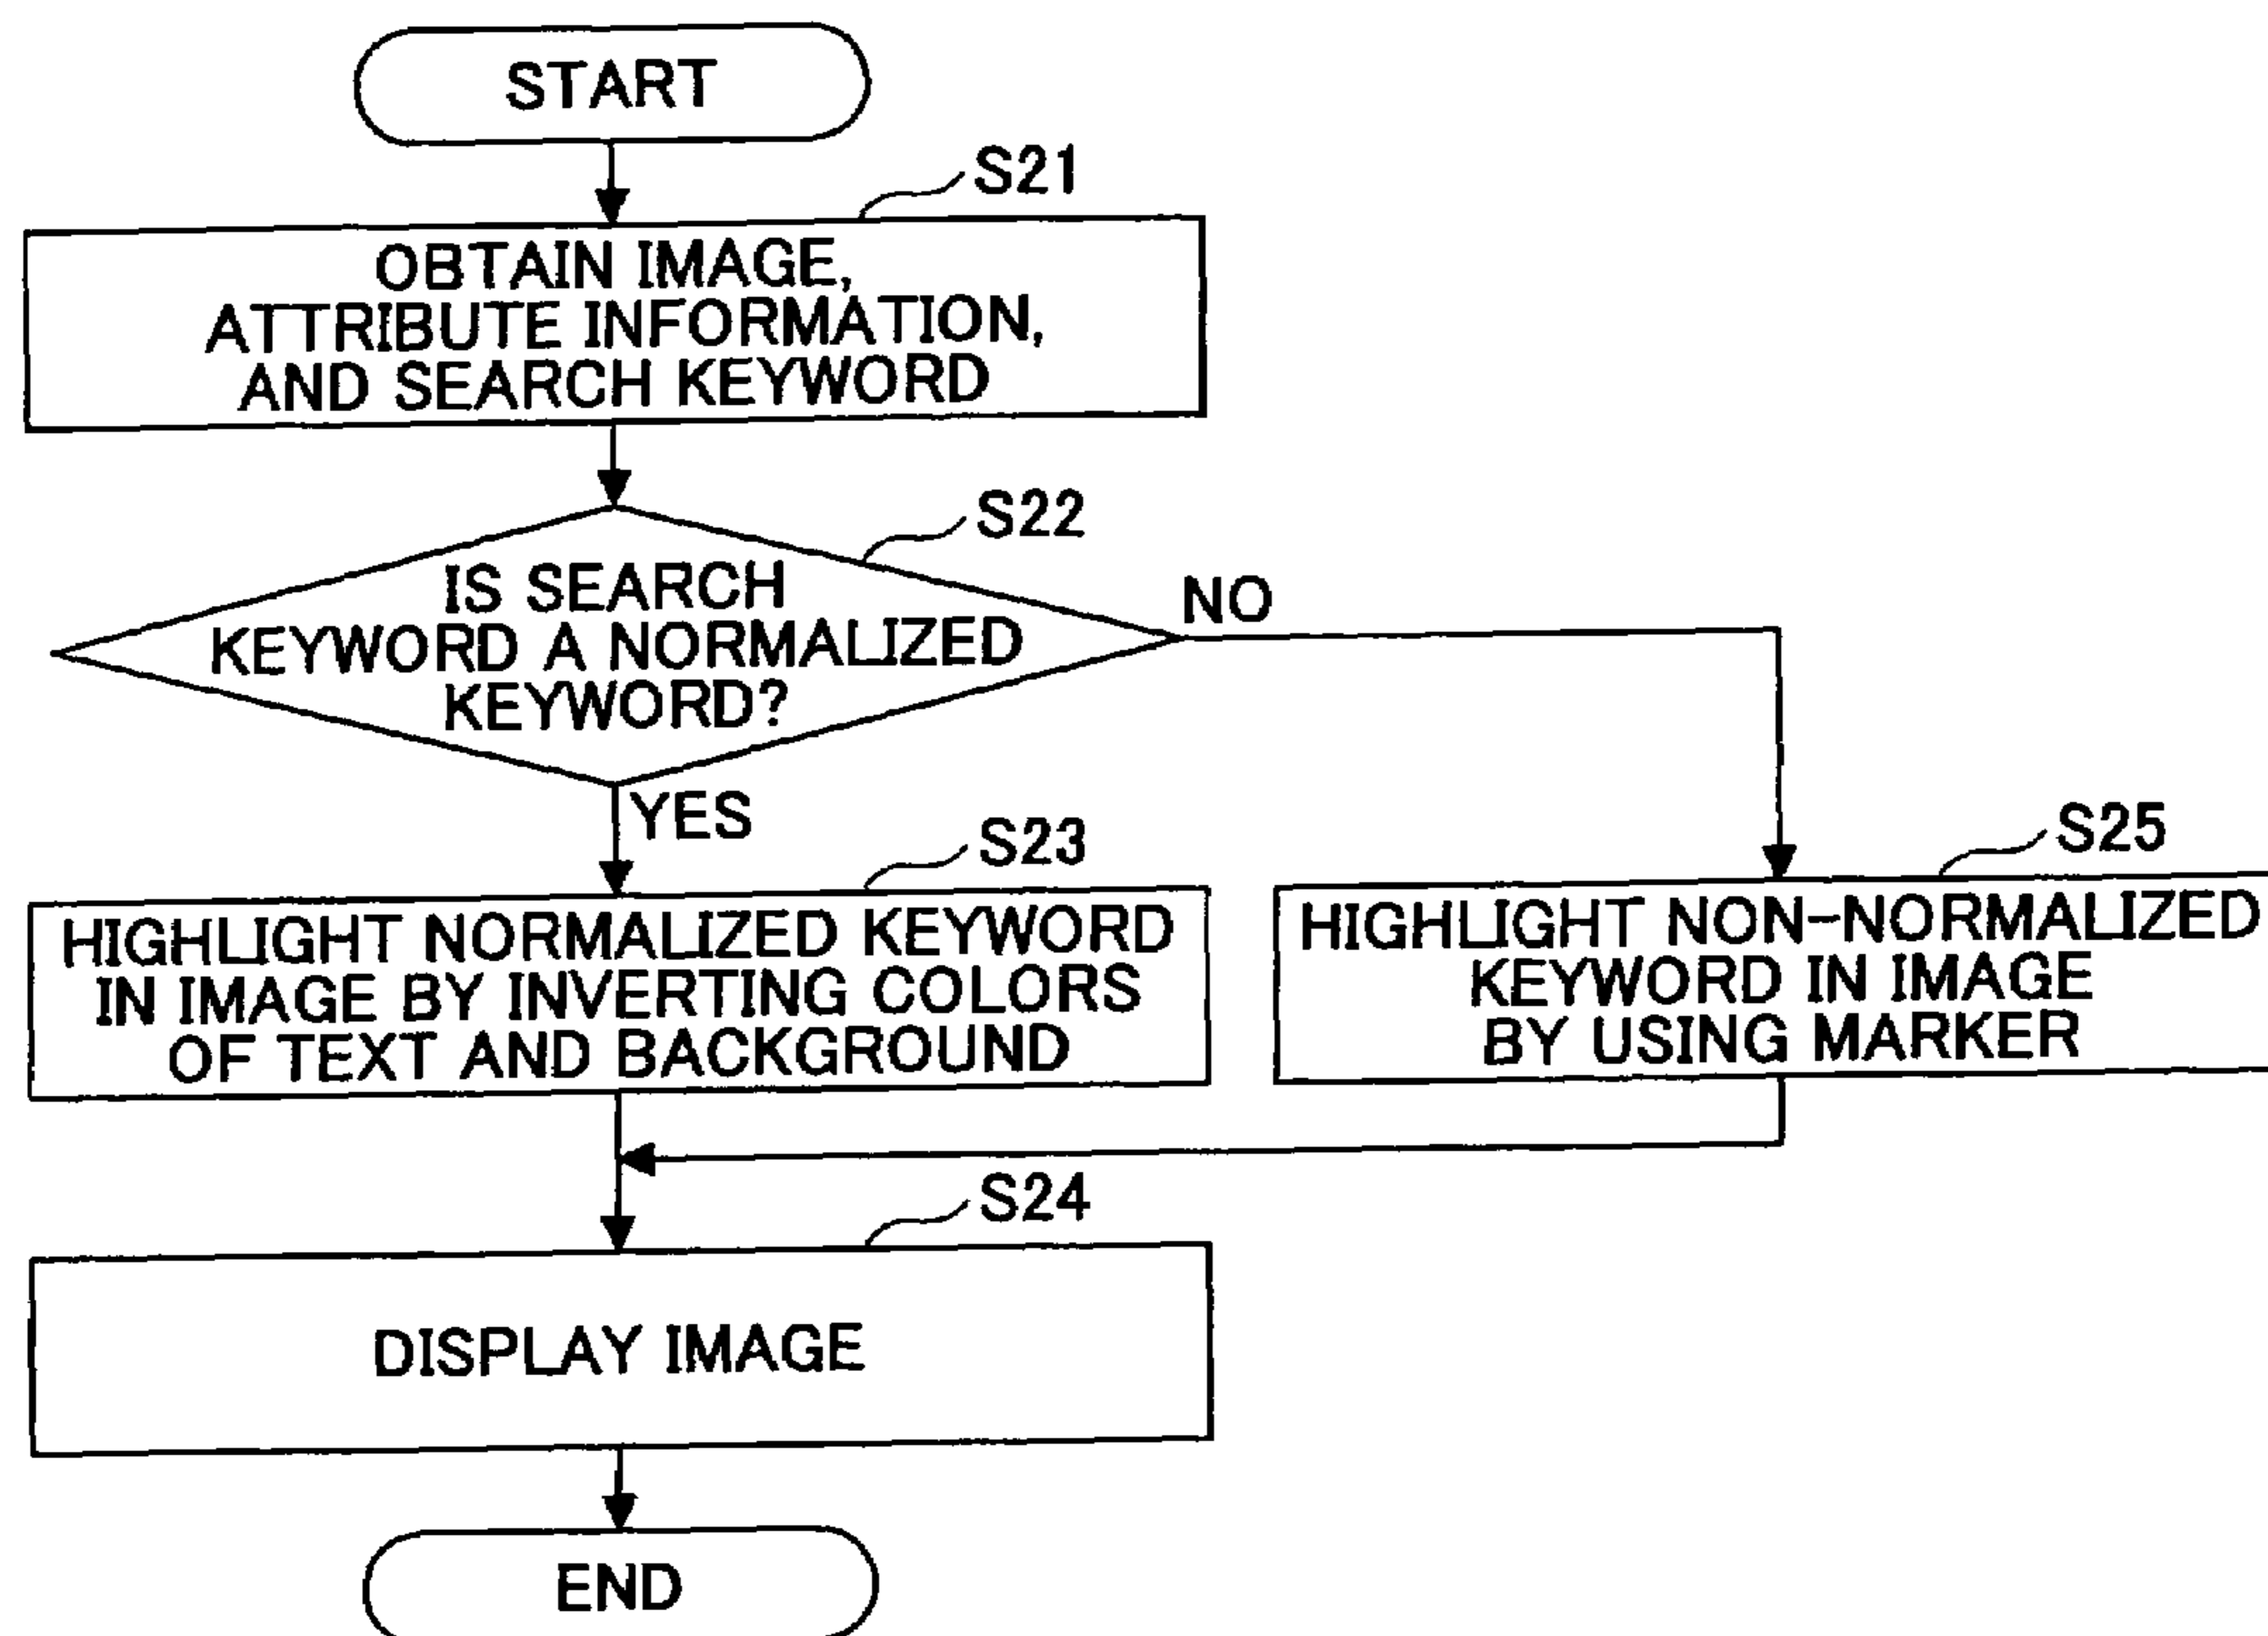 START
S21
OBTAIN IMAGE,
ATTRIBUTE INFORMATION,
AND SEARCH KEYWORD
S22
IS SEARCH
KEYWORD A NORMALIZED
KEYWORD?
NO
YES
S23
HIGHLIGHT NORMALIZED KEYWORD
IN IMAGE BY INVERTING COLORS
OF TEXT AND BACKGROUND
S25
HIGHLIGHT NON-NORMALIZED
KEYWORD IN IMAGE
BY USING MARKER
S24
DISPLAY IMAGE
END